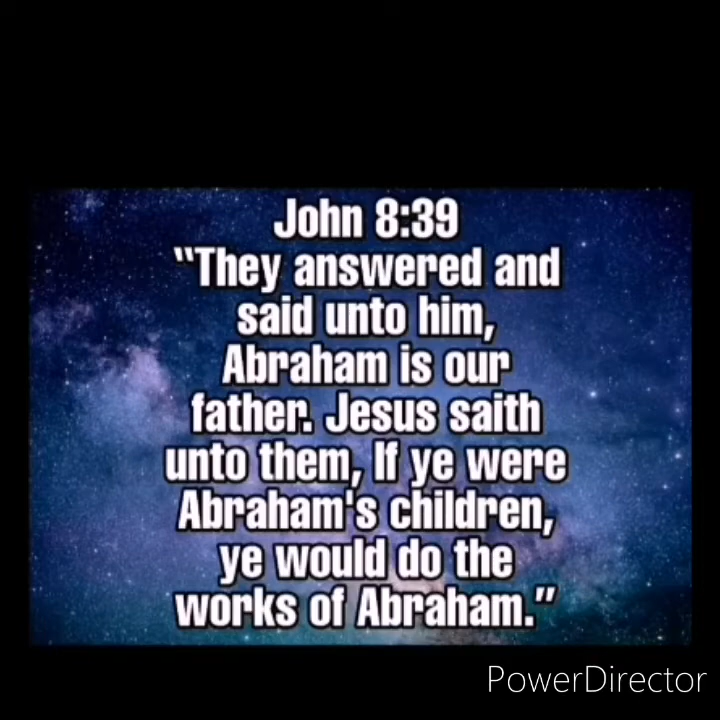 John 8:39
"They answered and
said unto him,
Abraham is our
father. Jesus saith
unto them, If ye were
Abraham's children,
ye would do the
works of Abraham."
PowerDirector